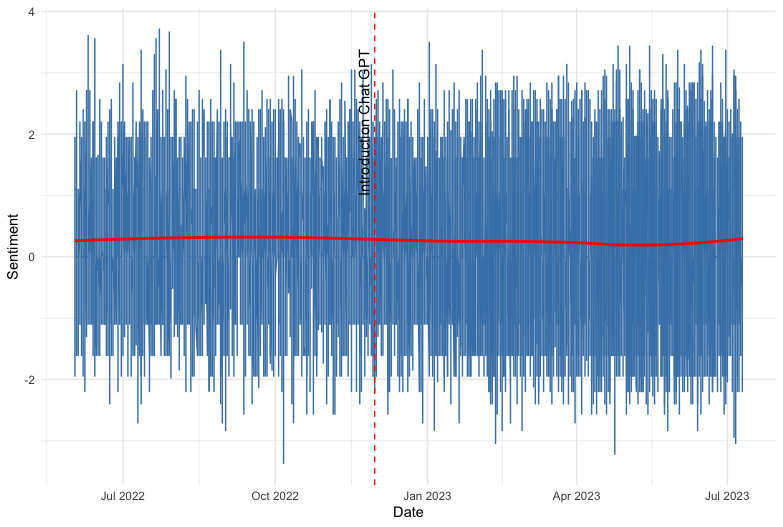 4
2
0
-2
Sentiment
Introduction Chat GPT
Jul 2022
Oct 2022
Jan 2023
Apr 2023
Jul 2023
Date